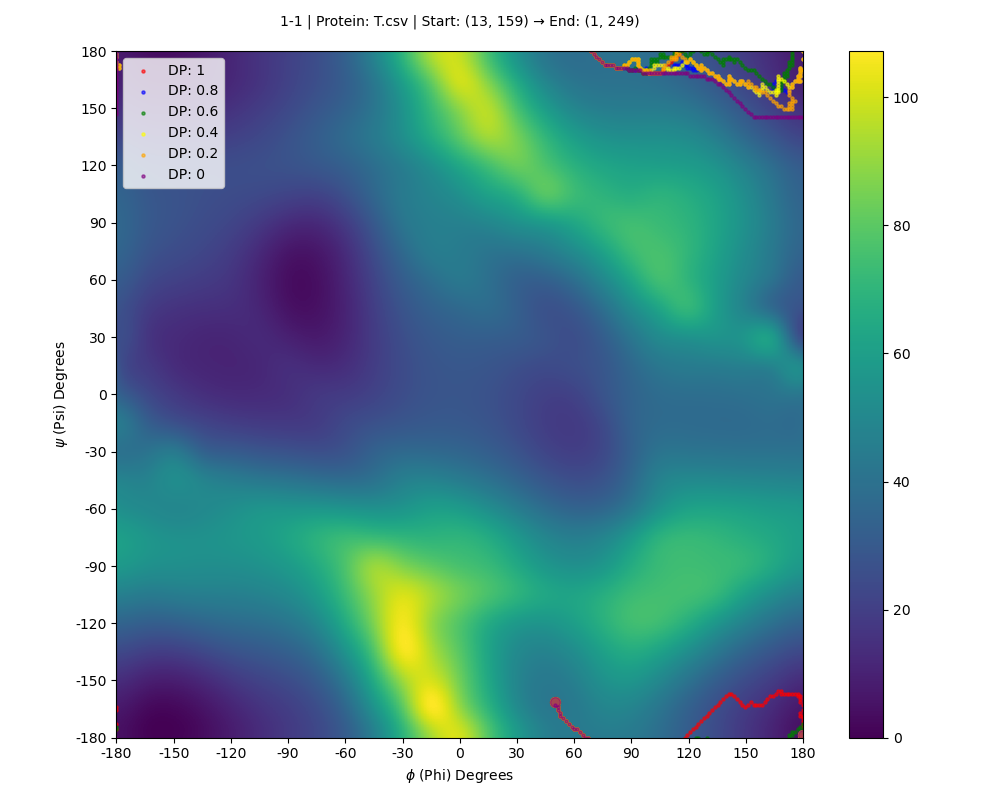 1-1 | Protein: T.csv | Start: (13, 159) → End: (1, 249)
DP: 1
DP: 0.8
DP: 0.6
DP: 0.4
DP: 0.2
DP: 0
180
150
120
90
60
30
0
-30
-60
-90
-120
-150
-180
ψ (Psi) Degrees
-180 -150 -120 -90 -60 -30 0 30 60 90 120 150 180
ϕ (Phi) Degrees
100
80
60
40
20
0